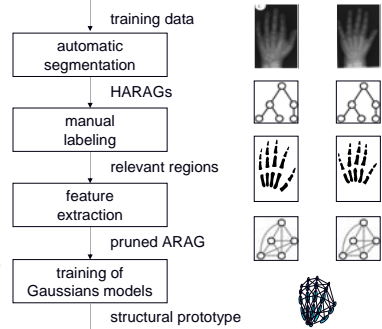 training data
automatic
segmentation
HARAGs
manual
labeling
relevant regions
feature
extraction
pruned ARAG
training of
Gaussians models
structural prototype